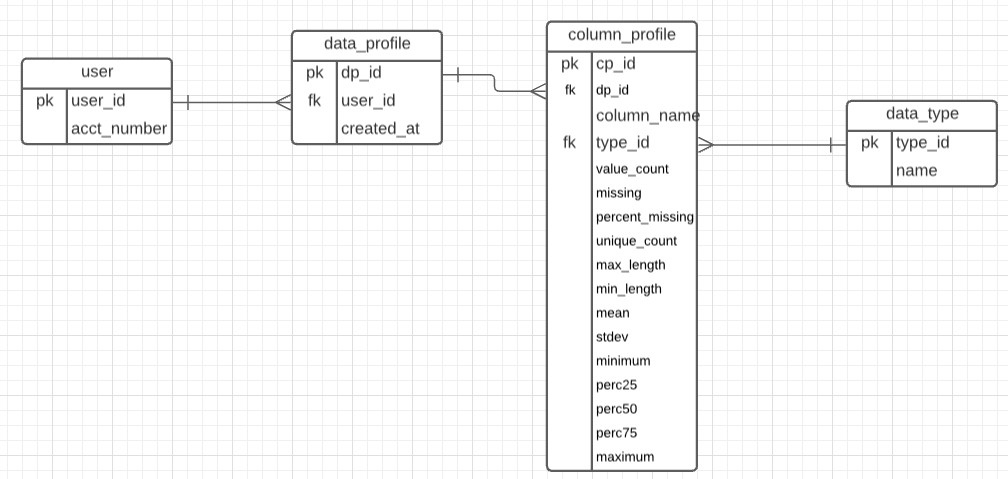 user
pk user_id
acct_number
data_profile
pk dp_id
fk user_id
created_at
column_profile
pk cp_id
fk dp_id
column_name
fk type_id
value_count
missing
percent_missing
unique_count
max_length
min_length
mean
stdev
minimum
perc25
perc50
perc75
maximum
data_type
pk type_id
name